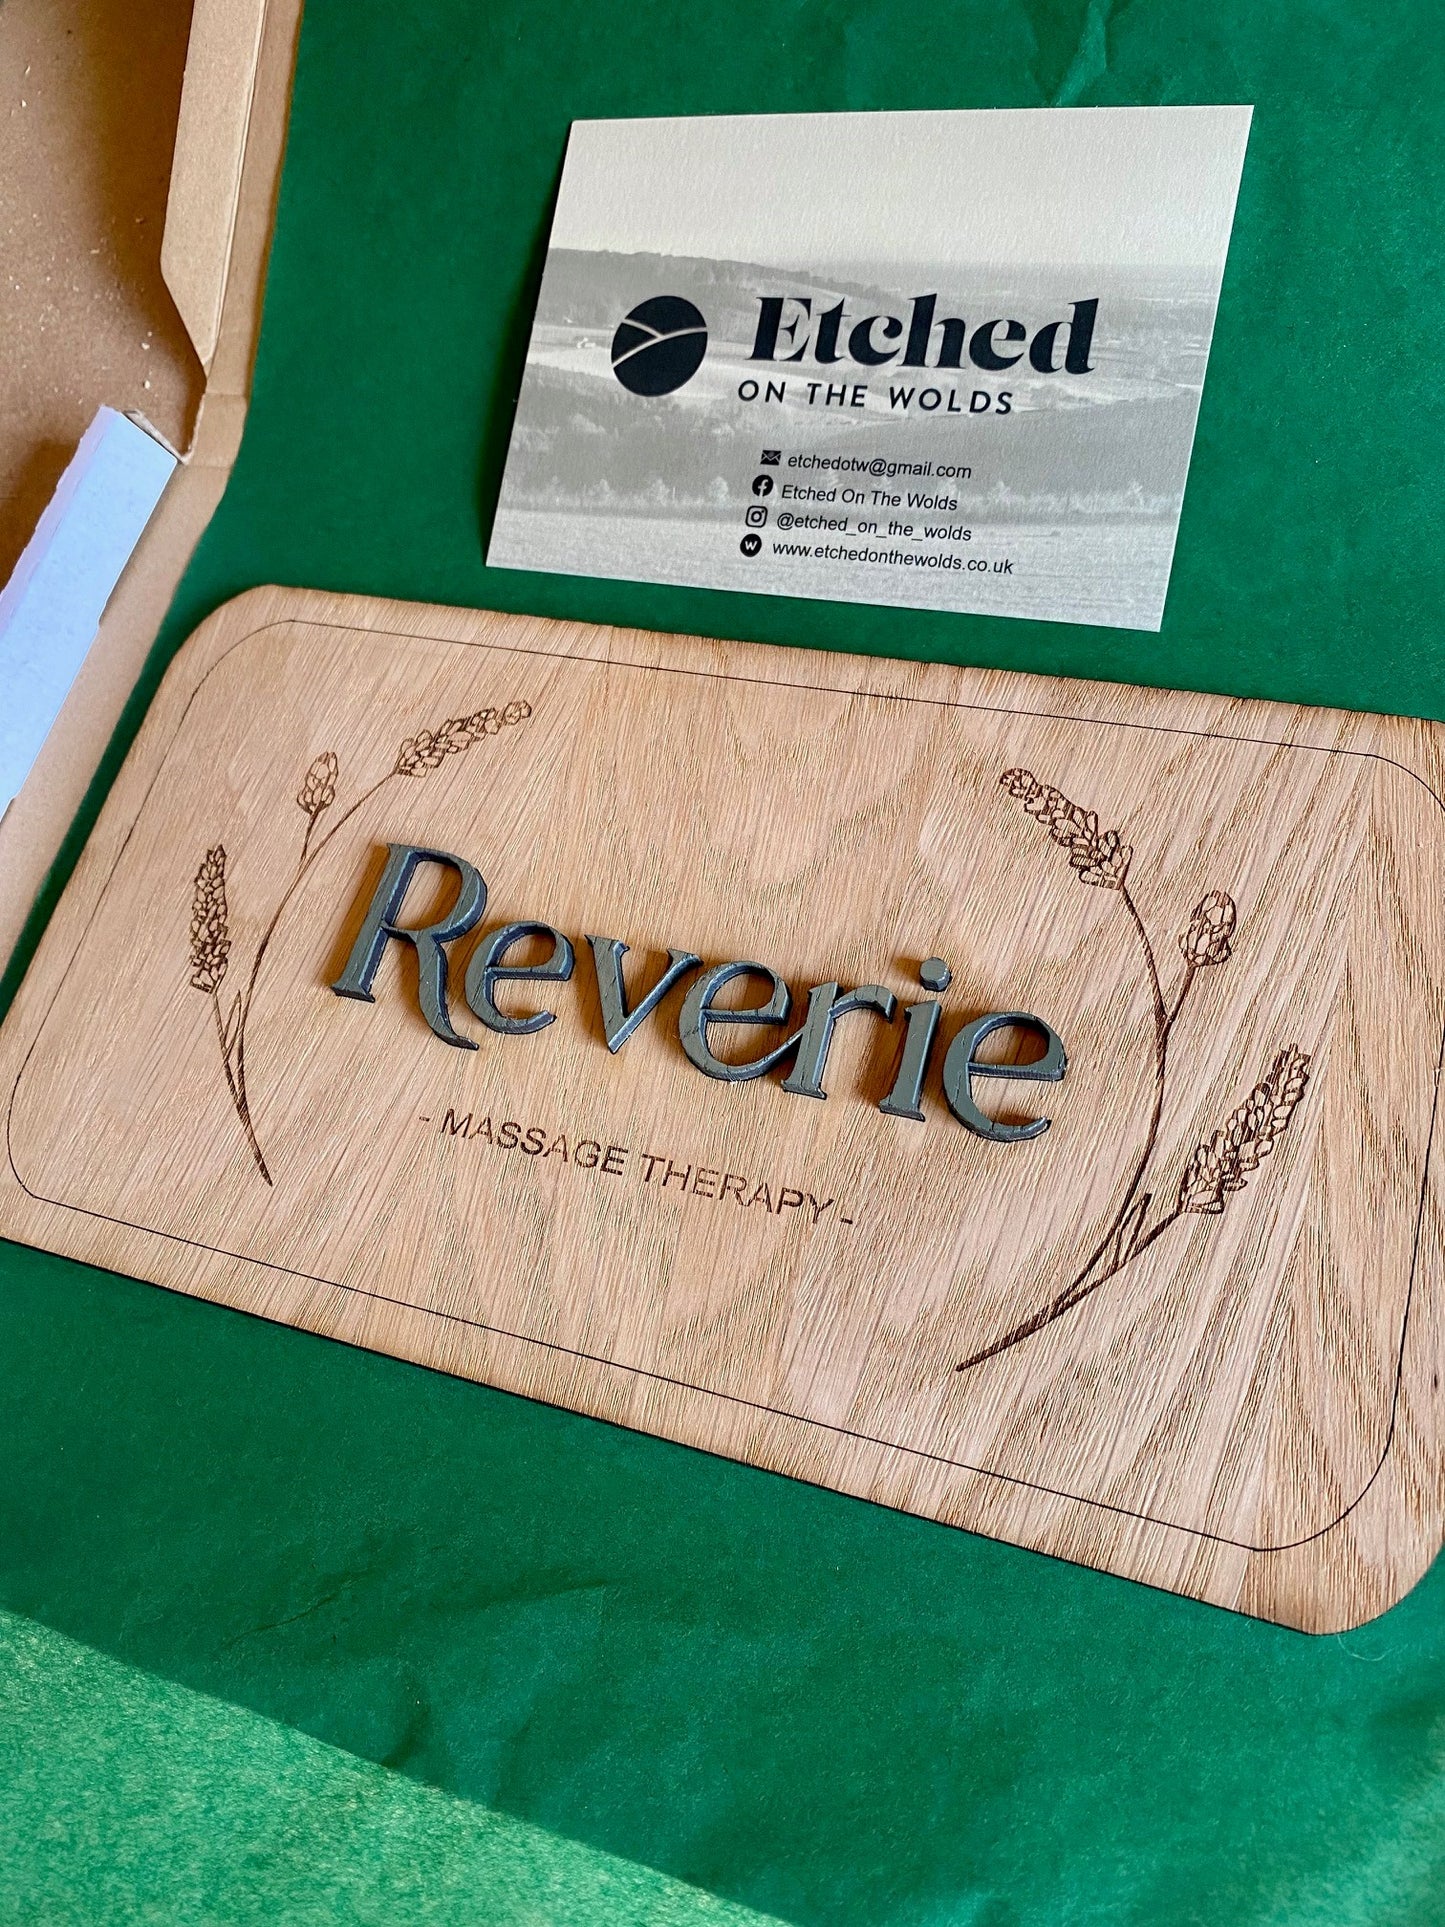 Etched
ON THE WOLDS
etchedotw@gmail.com
Etched On The Wolds
@etched_on_the_wolds
w www.etchedonthewolds.co.uk
Reverie
- MASSAGE THERAPY -